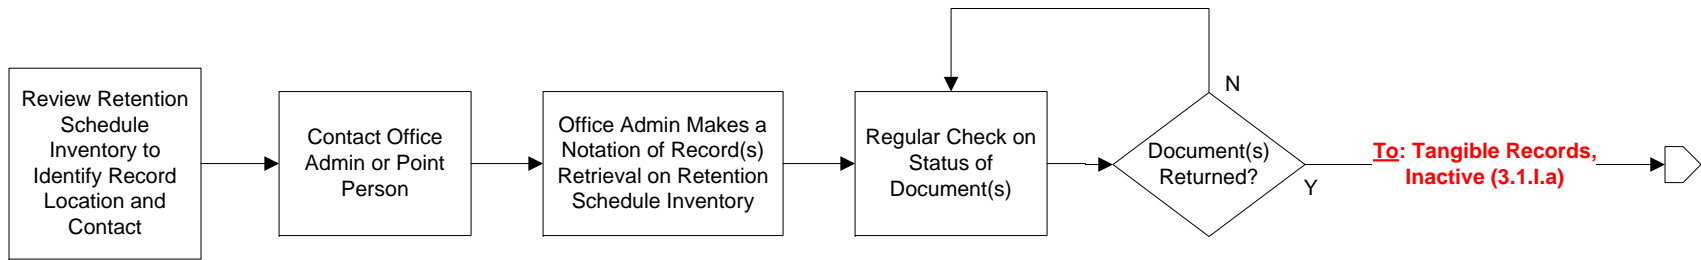 Review Retention
Schedule
Inventory to
Identify Record
Location and
Contact
Contact Office
Admin or Point
Person
Office Admin Makes a
Notation of Record(s)
Retrieval on Retention
Schedule Inventory
Regular Check on
Status of
Document(s)
Document(s)
Returned?
N
Y
To: Tangible Records,
Inactive (3.1.I.a)